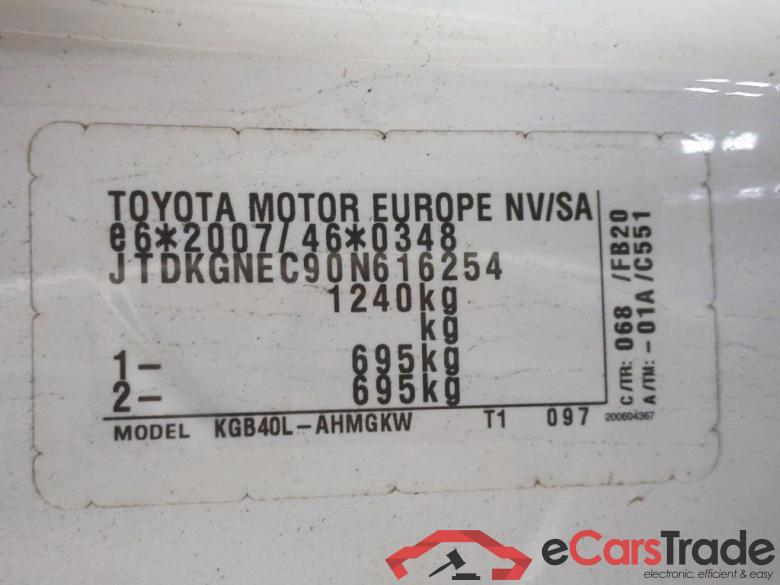 TOYOTA MOTOR EUROPE NV/SA
e6*2007/46*0348
JTDKGNEC90N616254
1240kg
kg
1- 695kg
2- 695kg
MODEL KGB40L-AHMGKW T1 097
C/TR: 068 /FB20
A/TM: -01A /C551
200604367
eCarsTrade
electronic, efficient & easy